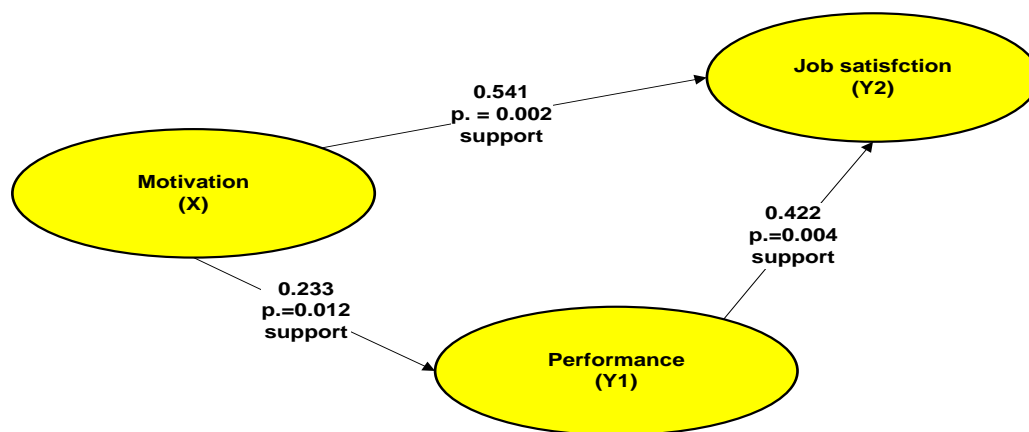 Job satisfction
(Y2)
0.541
p. = 0.002
support
Motivation
(X)
0.422
p.=0.004
support
0.233
p.=0.012
support
Performance
(Y1)